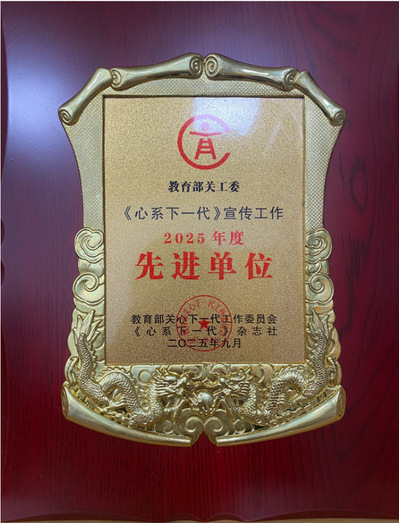 教育部关工委
《心系下一代》宣传工作
2025年度
先进单位
教育部关心下一代工作委员会
《心系下一代》杂志社
二〇二五年九月